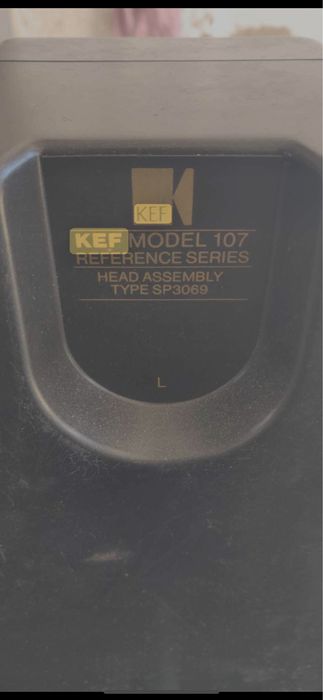 KEF
KEF MODEL 107
REFERENCE SERIES
HEAD ASSEMBLY
TYPE SP3069
L